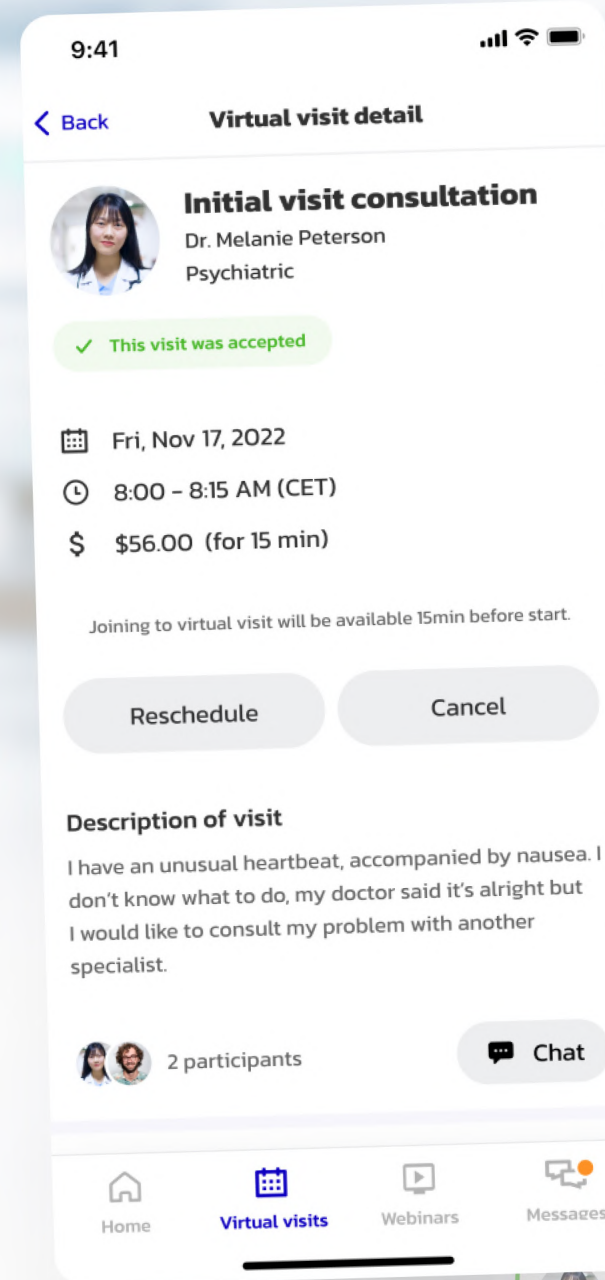 9:41
Back
Virtual visit detail
Initial visit consultation
Dr. Melanie Peterson
Psychiatric
This visit was accepted
Fri, Nov 17, 2022
8:00 – 8:15 AM (CET)
$ $56.00 (for 15 min)
Joining to virtual visit will be available 15min before start.
Reschedule
Cancel
Description of visit
I have an unusual heartbeat, accompanied by nausea. I
don't know what to do, my doctor said it's alright but
I would like to consult my problem with another
specialist.
2 participants
Chat
Home
Virtual visits
Webinars
Messages